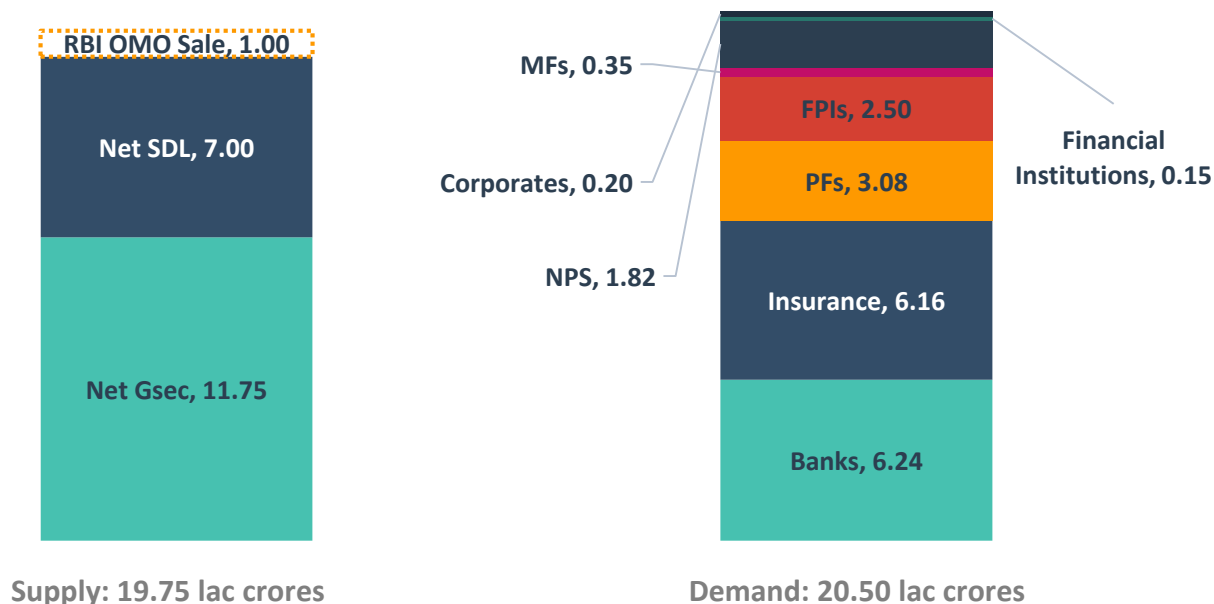 RBI OMO Sale, 1.00
Net SDL, 7.00
Net Gsec, 11.75
Supply: 19.75 lac crores
MFs, 0.35
Corporates, 0.20
NPS, 1.82
FPIs, 2.50
PFs, 3.08
Insurance, 6.16
Banks, 6.24
Financial
Institutions, 0.15
Demand: 20.50 lac crores